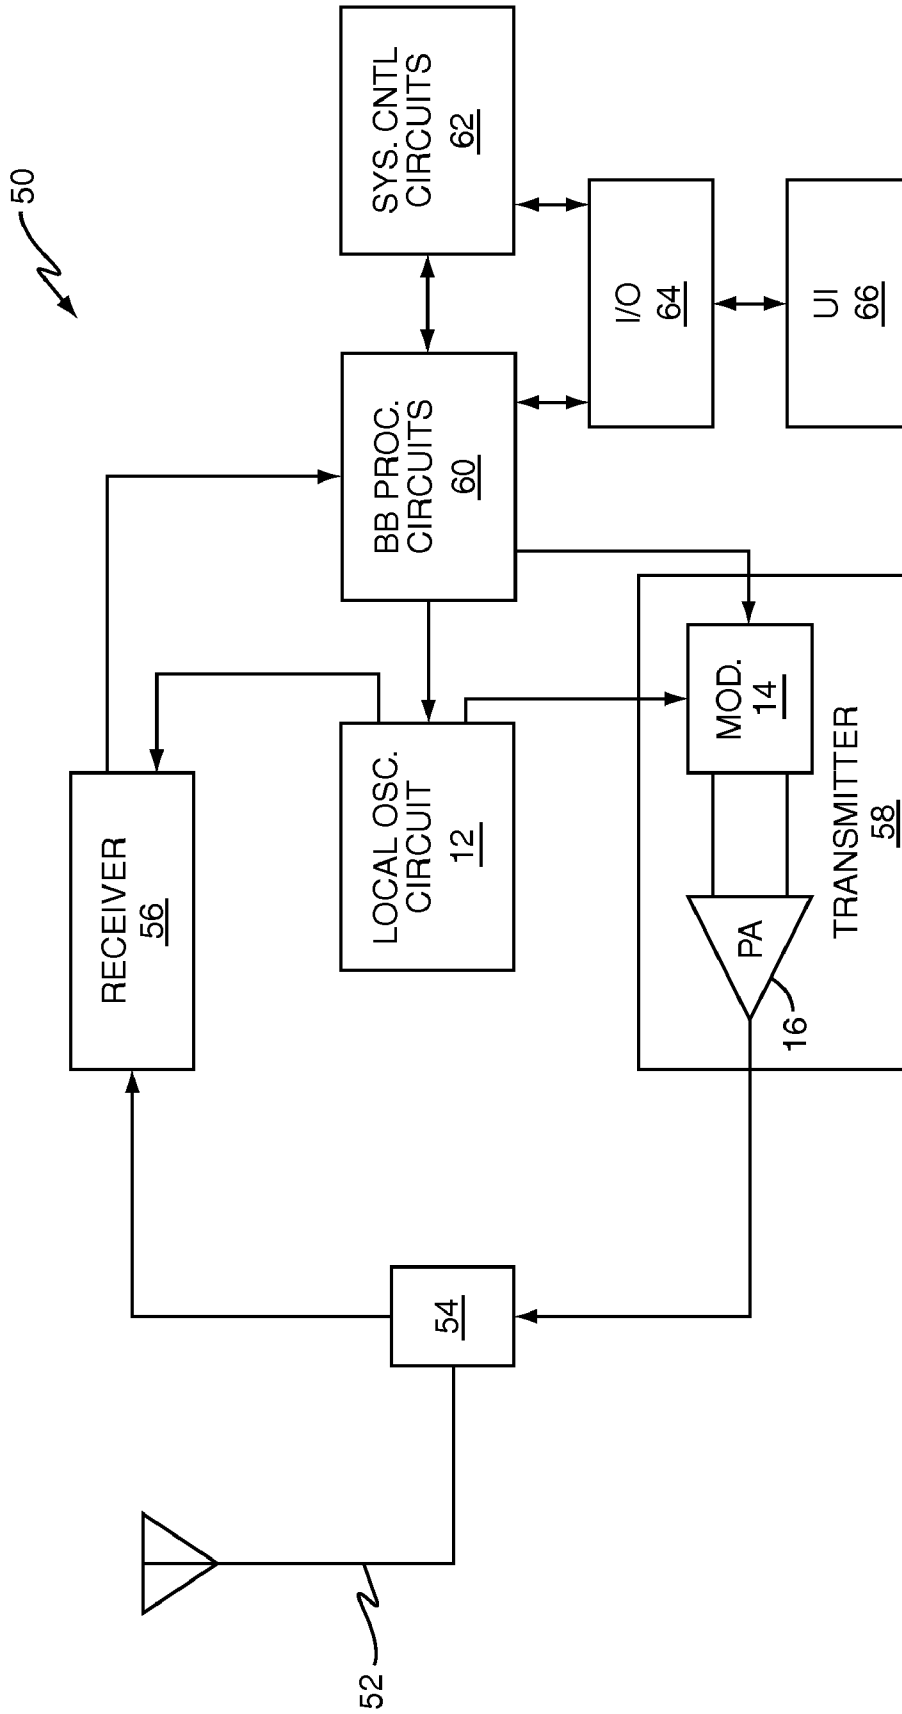 50
RECEIVER
56
LOCAL OSC.
CIRCUIT
12
BB PROC.
CIRCUITS
60
SYS. CNTL
CIRCUITS
62
52
54
PA
16
MOD.
14
TRANSMITTER
58
I/O
64
UI
66